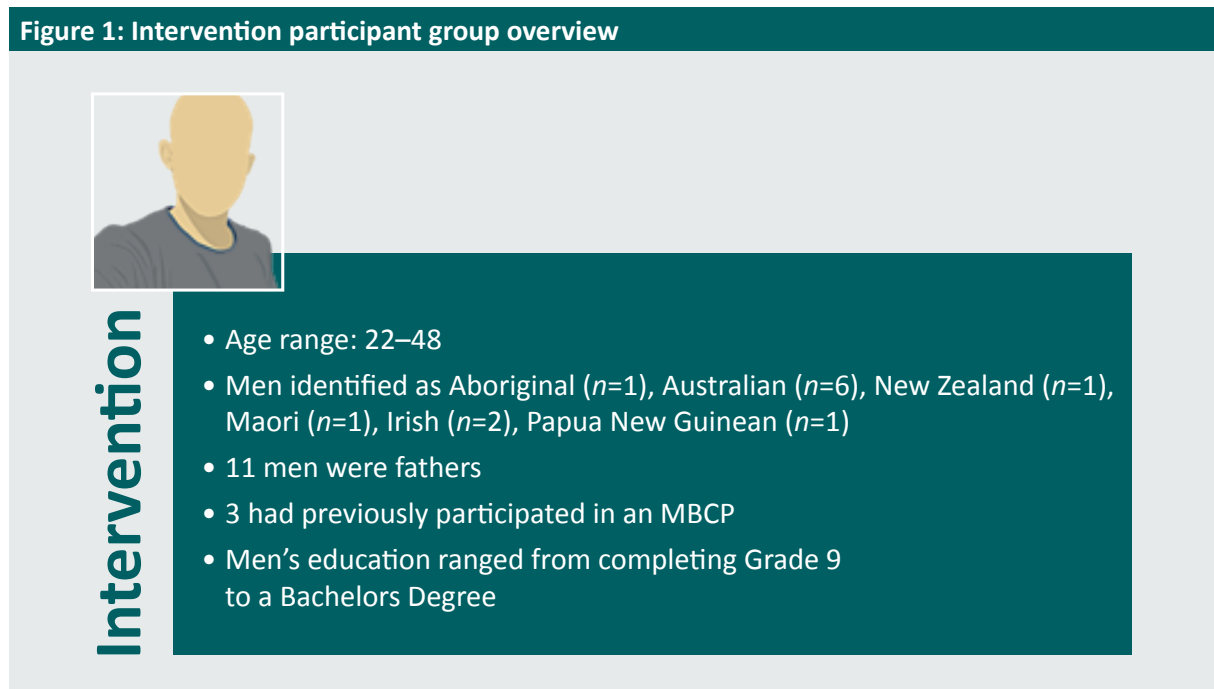 Figure 1: Intervention participant group overview
Intervention
• Age range: 22–48
• Men identified as Aboriginal (n=1), Australian (n=6), New Zealand (n=1),
Maori (n=1), Irish (n=2), Papua New Guinean (n=1)
• 11 men were fathers
• 3 had previously participated in an MBCP
• Men’s education ranged from completing Grade 9
to a Bachelors Degree